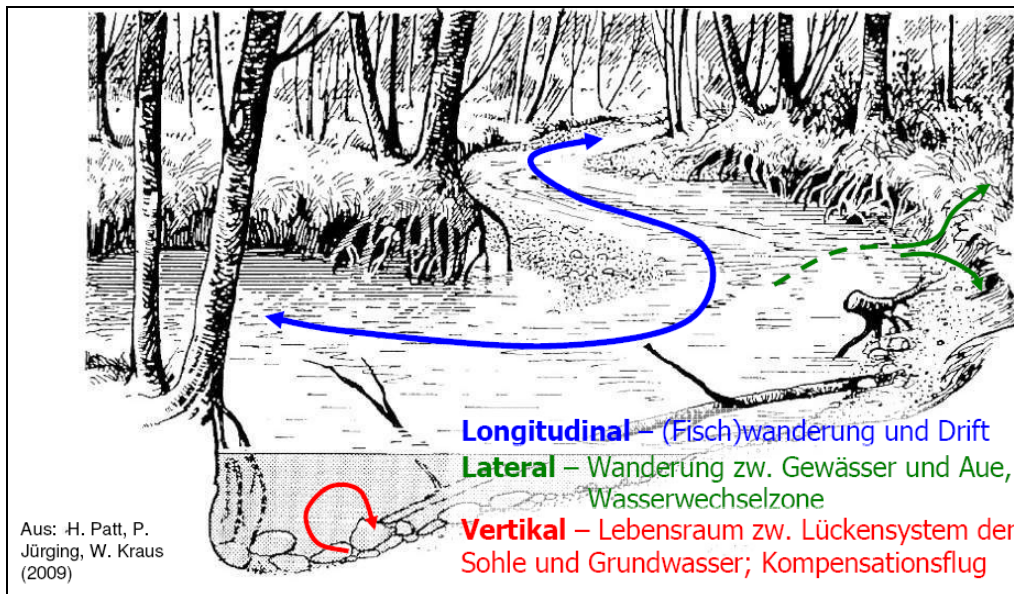 Longitudinal – (Fisch)wanderung und Drift
Lateral – Wanderung zw. Gewässer und Aue,
Wasserwechselzone
Vertikal – Lebensraum zw. Lückensystem der
Sohle und Grundwasser; Kompensationsflug
Aus: H. Patt, P.
Jürging, W. Kraus
(2009)